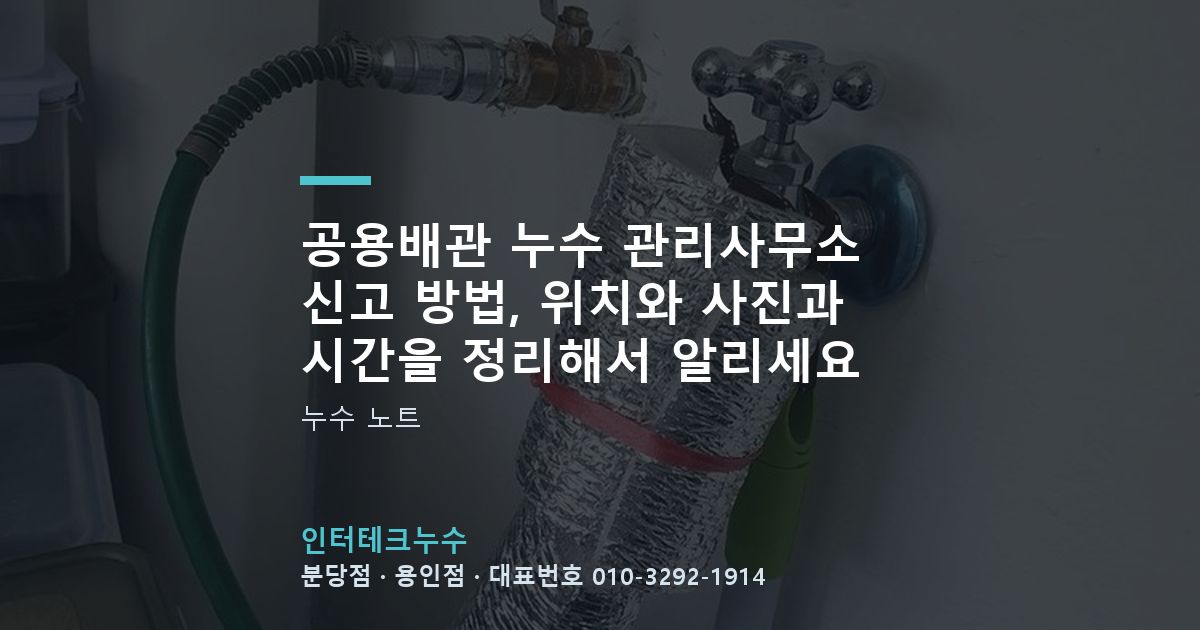 공용배관 누수 관리사무소
신고 방법, 위치와 사진과
시간을 정리해서 알리세요
누수 노트
인터테크누수
분당점 · 용인점 · 대표번호 010-3292-1914